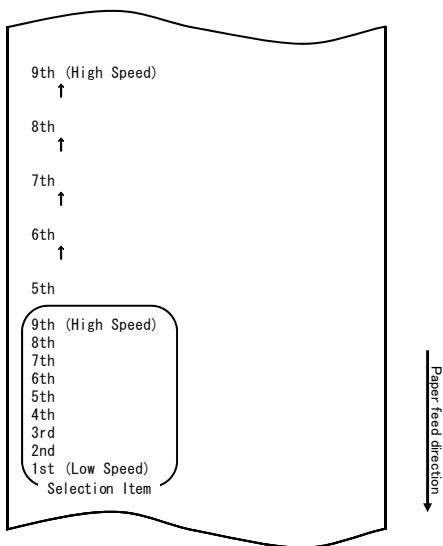 9th (High Speed)
↑
8th
↑
7th
↑
6th
↑
5th
9th (High Speed)
8th
7th
6th
5th
4th
3rd
2nd
1st (Low Speed)
Selection Item
Paper feed direction